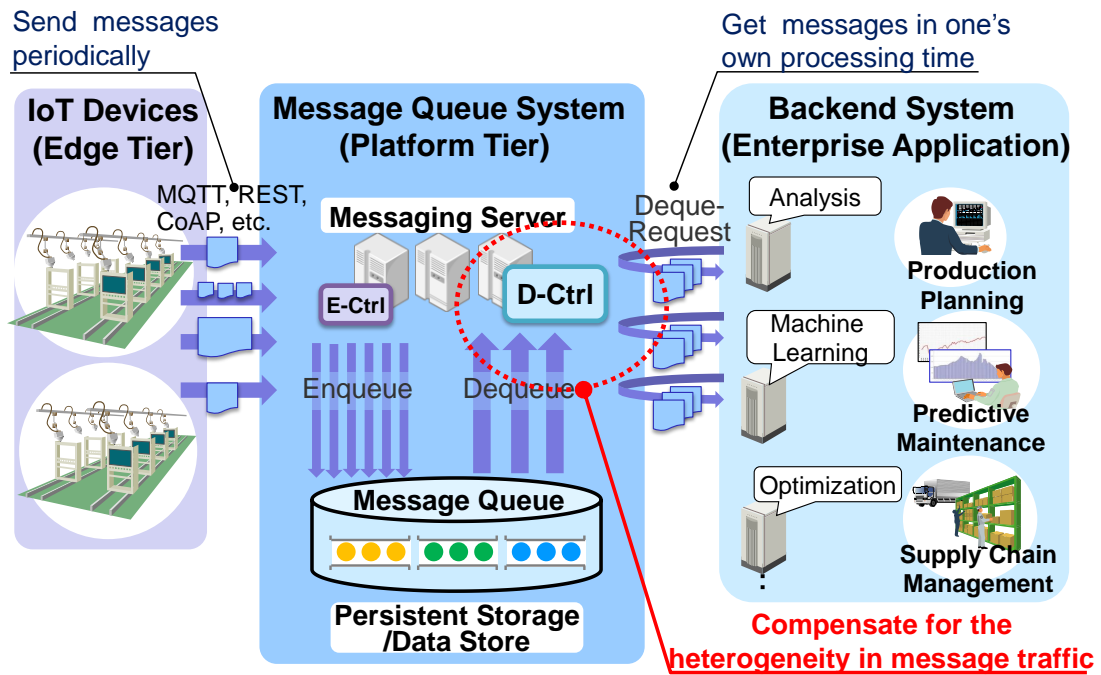 Send messages
periodically
Get messages in one's
own processing time
IoT Devices
(Edge Tier)
MQTT, REST,
CoAP, etc.
Message Queue System
(Platform Tier)
Messaging Server
E-Ctrl
D-Ctrl
Enqueue
Dequeue
Message Queue
Persistent Storage
/Data Store
Deque-
Request
Backend System
(Enterprise Application)
Analysis
Production
Planning
Machine
Learning
Predictive
Maintenance
Optimization
Supply Chain
Management
Compensate for the
heterogeneity in message traffic